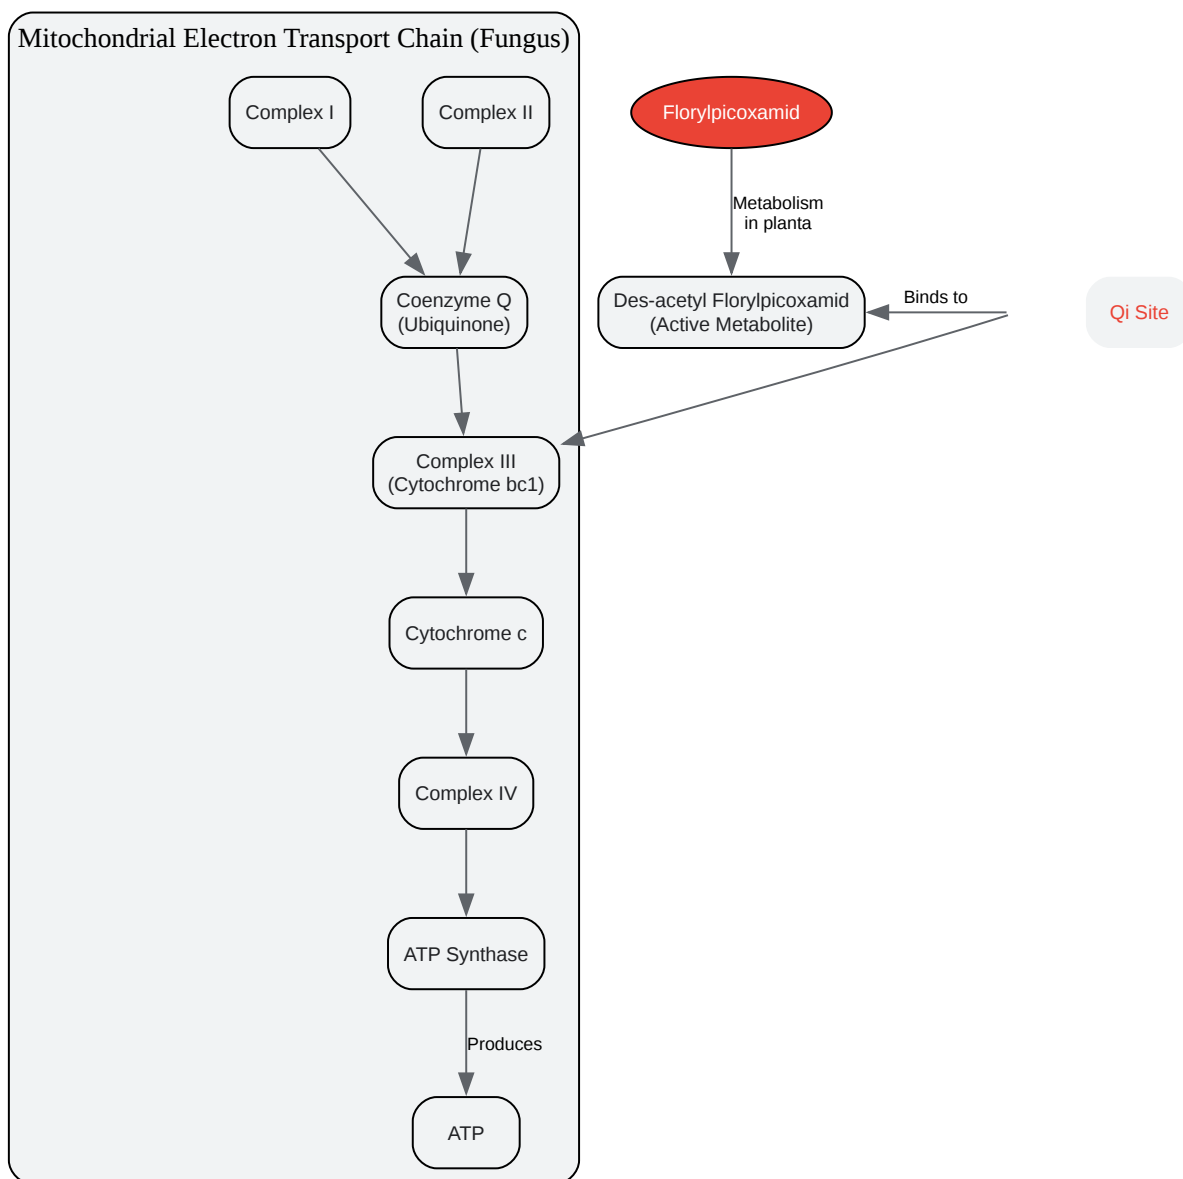 Mitochondrial Electron Transport Chain (Fungus)
Complex I
Complex II
Florylpicoxamid
Metabolism
in planta
Coenzyme Q
(Ubiquinone)
Des-acetyl Florylpicoxamid
(Active Metabolite)
Binds to
Qi Site
Complex III
(Cytochrome bc1)
Cytochrome c
Complex IV
ATP Synthase
Produces
ATP